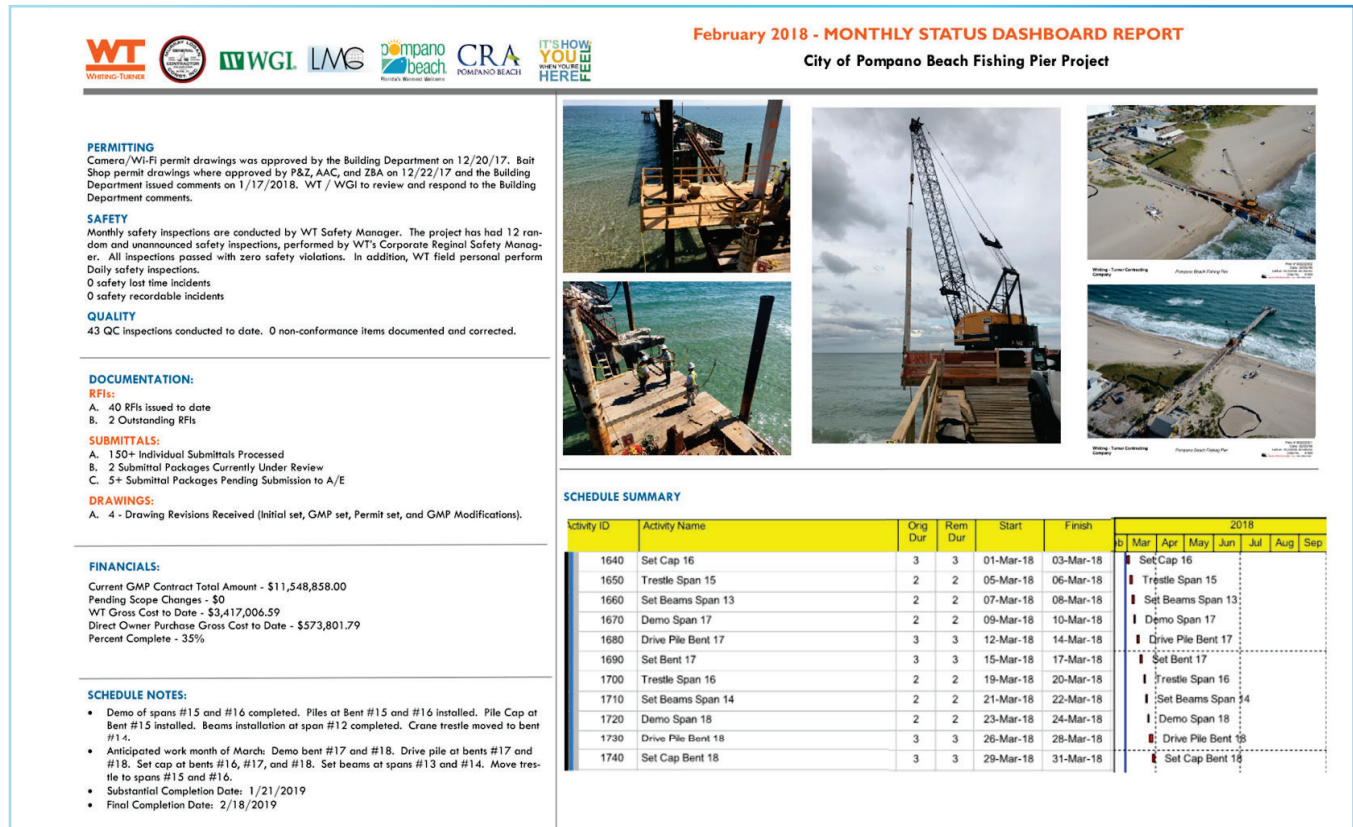 WT
WHITING-TURNER
GENERAL
CONTRACTOR
WGI.
LMG
pompano
beach.
Florida's Warmest Welcome
CRA
POMPANO BEACH
IT'S HOW
YOU
WHEN YOU'RE
HERE
FEEL
February 2018 - MONTHLY STATUS DASHBOARD REPORT
City of Pompano Beach Fishing Pier Project
PERMITTING
Camera/Wi-Fi permit drawings was approved by the Building Department on 12/20/17. Bait
Shop permit drawings where approved by P&Z, AAC, and ZBA on 12/22/17 and the Building
Department issued comments on 1/17/2018. WT / WGI to review and respond to the Building
Department comments.
SAFETY
Monthly safety inspections are conducted by WT Safety Manager. The project has had 12 ran-
dom and unannounced safety inspections, performed by WT's Corporate Reginal Safety Manag-
er. All inspections passed with zero safety violations. In addition, WT field personal perform
Daily safety inspections.
0 safety lost time incidents
0 safety recordable incidents
QUALITY
43 QC inspections conducted to date. 0 non-conformance items documented and corrected.
DOCUMENTATION:
RFIs:
A. 40 RFIs issued to date
B. 2 Outstanding RFIs
SUBMITTALS:
A. 150+ Individual Submittals Processed
B. 2 Submittal Packages Currently Under Review
C. 5+ Submittal Packages Pending Submission to A/E
DRAWINGS:
A. 4 - Drawing Revisions Received (Initial set, GMP set, Permit set, and GMP Modifications).
FINANCIALS:
Current GMP Contract Total Amount - $11,548,858.00
Pending Scope Changes - $0
WT Gross Cost to Date - $3,417,006.59
Direct Owner Purchase Gross Cost to Date - $573,801.79
Percent Complete - 35%
SCHEDULE NOTES:
• Demo of spans #15 and #16 completed. Piles at Bent #15 and #16 installed. Pile Cap at
Bent #15 installed. Beams installation at span #12 completed. Crane trestle moved to bent
#14.
• Anticipated work month of March: Demo bent #17 and #18. Drive pile at bents #17 and
#18. Set cap at bents #16, #17, and #18. Set beams at spans #13 and #14. Move tres-
tle to spans #15 and #16.
• Substantial Completion Date: 1/21/2019
• Final Completion Date: 2/18/2019
Whiting - Turner Contracting
Company
Pompano Beach Fishing Pier
Whiting - Turner Contracting
Company
Pompano Beach Fishing Pier
SCHEDULE SUMMARY
Activity ID Activity Name Orig Dur Rem Dur Start Finish 2018
eb Mar Apr May Jun Jul Aug Sep
1640 Set Cap 16 3 3 01-Mar-18 03-Mar-18 Set Cap 16
1650 Trestle Span 15 2 2 05-Mar-18 06-Mar-18 Trestle Span 15
1660 Set Beams Span 13 2 2 07-Mar-18 08-Mar-18 Set Beams Span 13
1670 Demo Span 17 2 2 09-Mar-18 10-Mar-18 Demo Span 17
1680 Drive Pile Bent 17 3 3 12-Mar-18 14-Mar-18 Drive Pile Bent 17
1690 Set Bent 17 3 3 15-Mar-18 17-Mar-18 Set Bent 17
1700 Trestle Span 16 2 2 19-Mar-18 20-Mar-18 Trestle Span 16
1710 Set Beams Span 14 2 2 21-Mar-18 22-Mar-18 Set Beams Span 14
1720 Demo Span 18 2 2 23-Mar-18 24-Mar-18 Demo Span 18
1730 Drive Pile Bent 18 3 3 26-Mar-18 28-Mar-18 Drive Pile Bent 18
1740 Set Cap Bent 18 3 3 29-Mar-18 31-Mar-18 Set Cap Bent 18